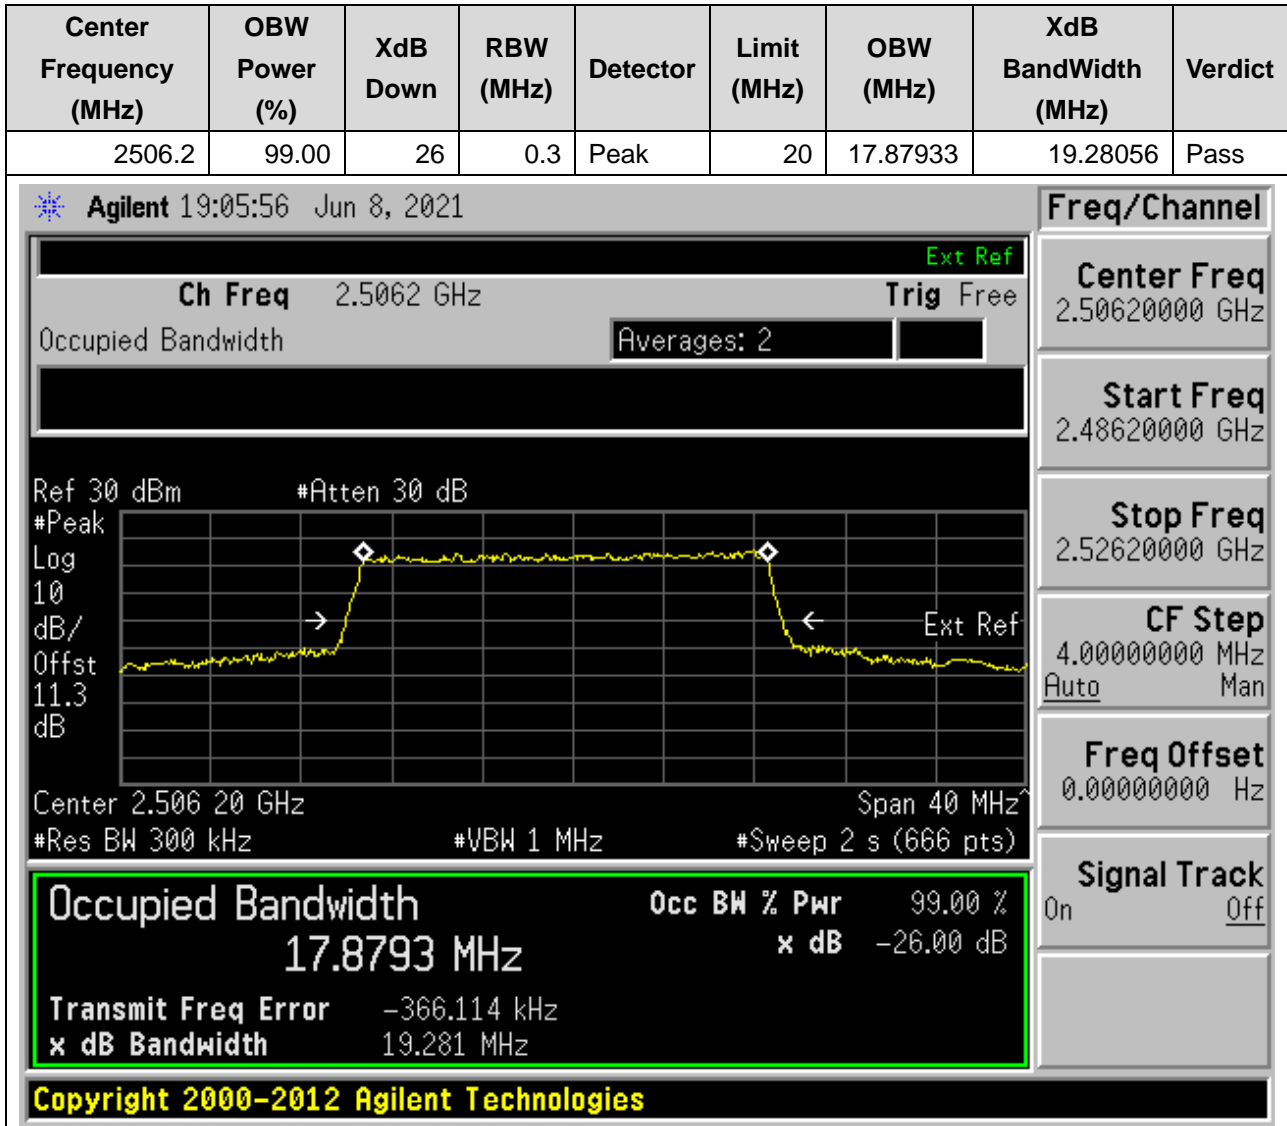 Center Frequency (MHz) OBW Power (%) XdB Down RBW (MHz) Detector Limit (MHz) OBW (MHz) XdB BandWidth (MHz) Verdict
2506.2 99.00 26 0.3 Peak 20 17.87933 19.28056 Pass
Agilent 19:05:56 Jun 8, 2021
Ext Ref
Ch Freq 2.5062 GHz Trig Free
Occupied Bandwidth Averages: 2
Ref 30 dBm #Atten 30 dB
#Peak
Log
10
dB/
Offst
11.3
dB
Ext Ref
Center 2.506 20 GHz Span 40 MHz^
#Res BW 300 kHz #VBW 1 MHz #Sweep 2 s (666 pts)
Occupied Bandwidth
17.8793 MHz
Occ BW % Pwr 99.00 %
x dB -26.00 dB
Transmit Freq Error -366.114 kHz
x dB Bandwidth 19.281 MHz
Copyright 2000-2012 Agilent Technologies
Freq/Channel
Center Freq
2.50620000 GHz
Start Freq
2.48620000 GHz
Stop Freq
2.52620000 GHz
CF Step
4.00000000 MHz
Auto Man
Freq Offset
0.00000000 Hz
Signal Track
On Off